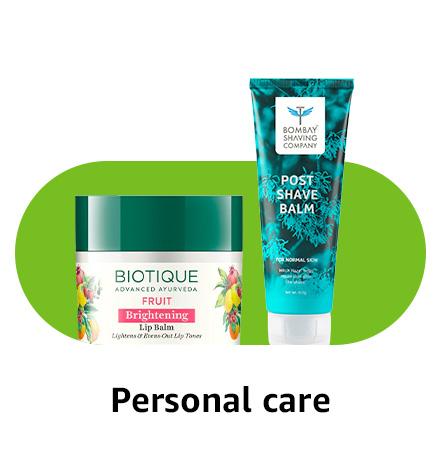 BOMBAY
SHAVING
COMPANY
POST
SHAVE
BALM
FOR NORMAL SKIN
BIOTIQUE
ADVANCED AYURVEDA
FRUIT
Brightening
Lip Balm
Lightens & Evens-Out Lip Tones
Personal care